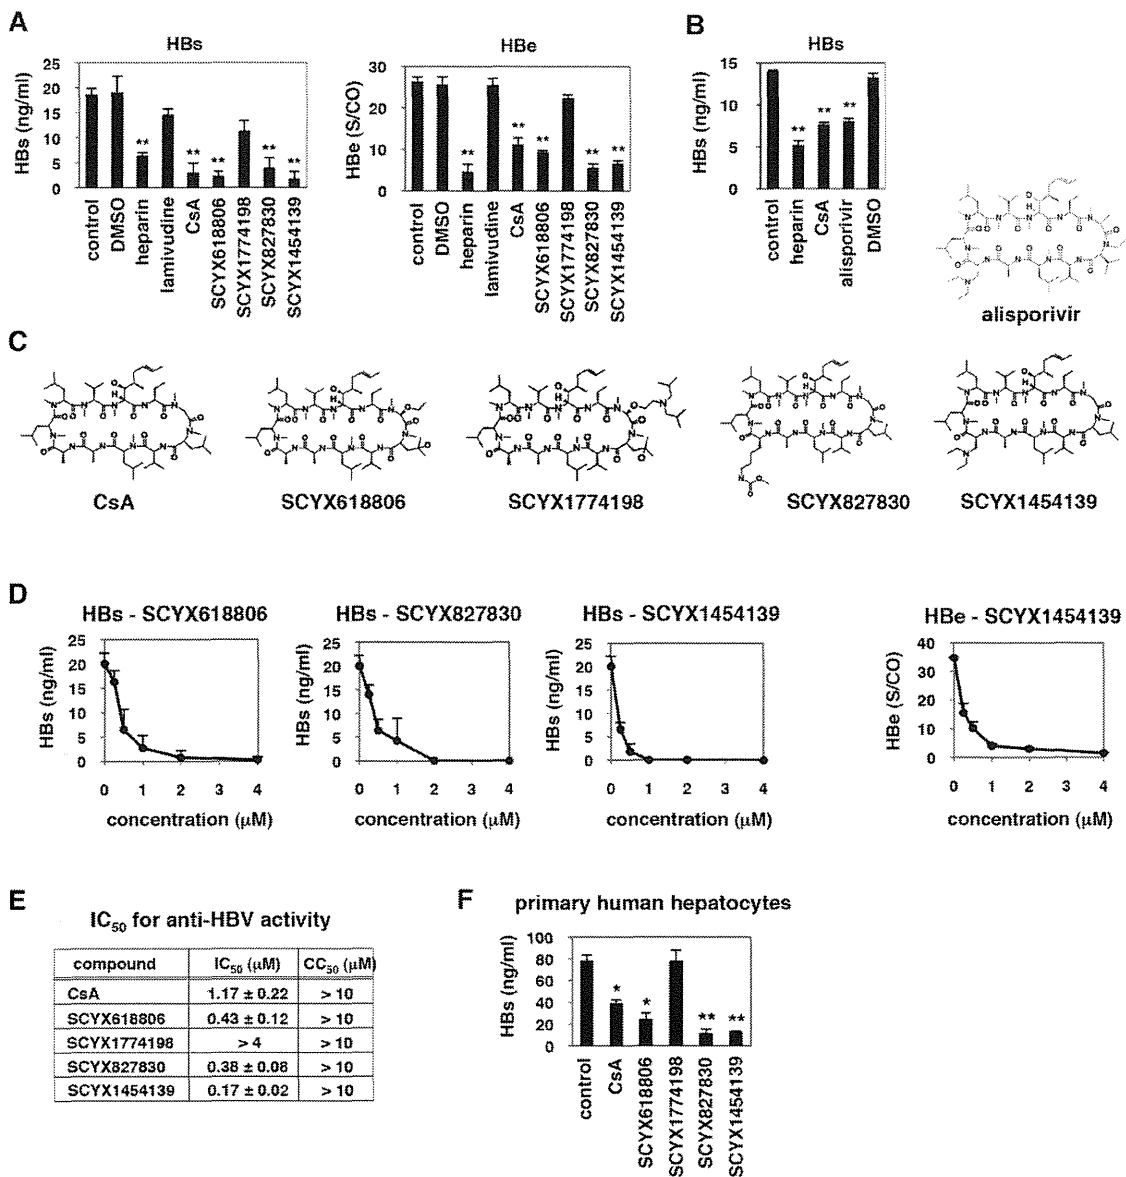 A
HBs
HBs (ng/ml)
25
20
15
10
5
0
**
**
**
**
**
control
DMSO
heparin
lamivudine
CsA
SCYX618806
SCYX1774198
SCYX827830
SCYX1454139
HBe
HBe (S/CO)
30
20
10
0
**
**
**
**
**
control
DMSO
heparin
lamivudine
CsA
SCYX618806
SCYX1774198
SCYX827830
SCYX1454139
B
HBs
HBs (ng/ml)
15
10
5
0
**
**
**
control
heparin
CsA
alisporivir
DMSO
alisporivir
C
CsA
SCYX618806
SCYX1774198
SCYX827830
SCYX1454139
D
HBs - SCYX618806
HBs (ng/ml)
25
20
15
10
5
0
0 1 2 3 4
concentration (μM)
HBs - SCYX827830
HBs (ng/ml)
25
20
15
10
5
0
0 1 2 3 4
concentration (μM)
HBs - SCYX1454139
HBs (ng/ml)
25
20
15
10
5
0
0 1 2 3 4
concentration (μM)
HBe - SCYX1454139
HBe (S/CO)
40
30
20
10
0
0 1 2 3 4
concentration (μM)
E
IC50 for anti-HBV activity
compound IC50 (μM) CC50 (μM)
CsA 1.17 ± 0.22 > 10
SCYX618806 0.43 ± 0.12 > 10
SCYX1774198 > 4 > 10
SCYX827830 0.38 ± 0.08 > 10
SCYX1454139 0.17 ± 0.02 > 10
F
primary human hepatocytes
HBs (ng/ml)
100
80
60
40
20
0
*
*
**
**
control
CsA
SCYX618806
SCYX1774198
SCYX827830
SCYX1454139